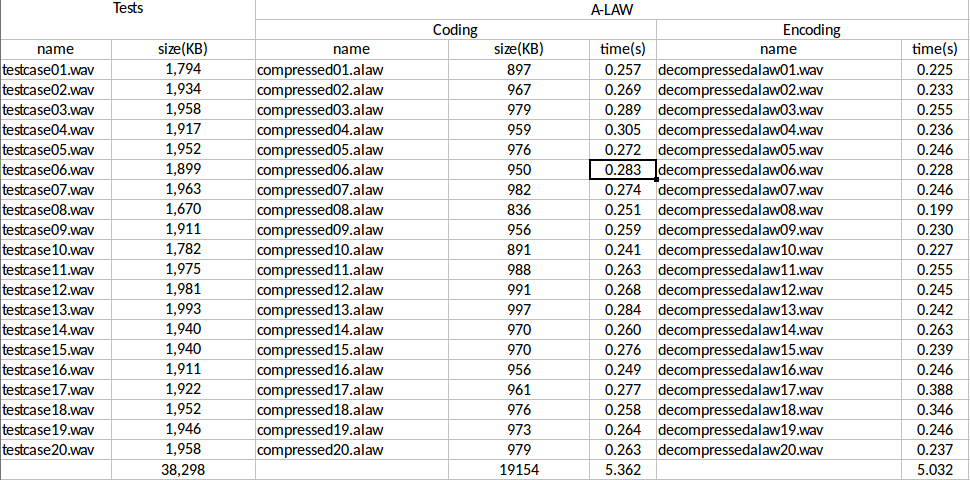 Tests A-LAW
Coding Encoding
name size(KB) name size(KB) time(s) name time(s)
testcase01.wav 1,794 compressed01.alaw 897 0.257 decompressedalaw01.wav 0.225
testcase02.wav 1,934 compressed02.alaw 967 0.269 decompressedalaw02.wav 0.233
testcase03.wav 1,958 compressed03.alaw 979 0.289 decompressedalaw03.wav 0.255
testcase04.wav 1,917 compressed04.alaw 959 0.305 decompressedalaw04.wav 0.236
testcase05.wav 1,952 compressed05.alaw 976 0.272 decompressedalaw05.wav 0.246
testcase06.wav 1,899 compressed06.alaw 950 0.283 decompressedalaw06.wav 0.228
testcase07.wav 1,963 compressed07.alaw 982 0.274 decompressedalaw07.wav 0.246
testcase08.wav 1,670 compressed08.alaw 836 0.251 decompressedalaw08.wav 0.199
testcase09.wav 1,911 compressed09.alaw 956 0.259 decompressedalaw09.wav 0.230
testcase10.wav 1,782 compressed10.alaw 891 0.241 decompressedalaw10.wav 0.227
testcase11.wav 1,975 compressed11.alaw 988 0.263 decompressedalaw11.wav 0.255
testcase12.wav 1,981 compressed12.alaw 991 0.268 decompressedalaw12.wav 0.245
testcase13.wav 1,993 compressed13.alaw 997 0.284 decompressedalaw13.wav 0.242
testcase14.wav 1,940 compressed14.alaw 970 0.260 decompressedalaw14.wav 0.263
testcase15.wav 1,940 compressed15.alaw 970 0.276 decompressedalaw15.wav 0.239
testcase16.wav 1,911 compressed16.alaw 956 0.249 decompressedalaw16.wav 0.246
testcase17.wav 1,922 compressed17.alaw 961 0.277 decompressedalaw17.wav 0.388
testcase18.wav 1,952 compressed18.alaw 976 0.258 decompressedalaw18.wav 0.346
testcase19.wav 1,946 compressed19.alaw 973 0.264 decompressedalaw19.wav 0.246
testcase20.wav 1,958 compressed20.alaw 979 0.263 decompressedalaw20.wav 0.237
38,298 19154 5.362 5.032